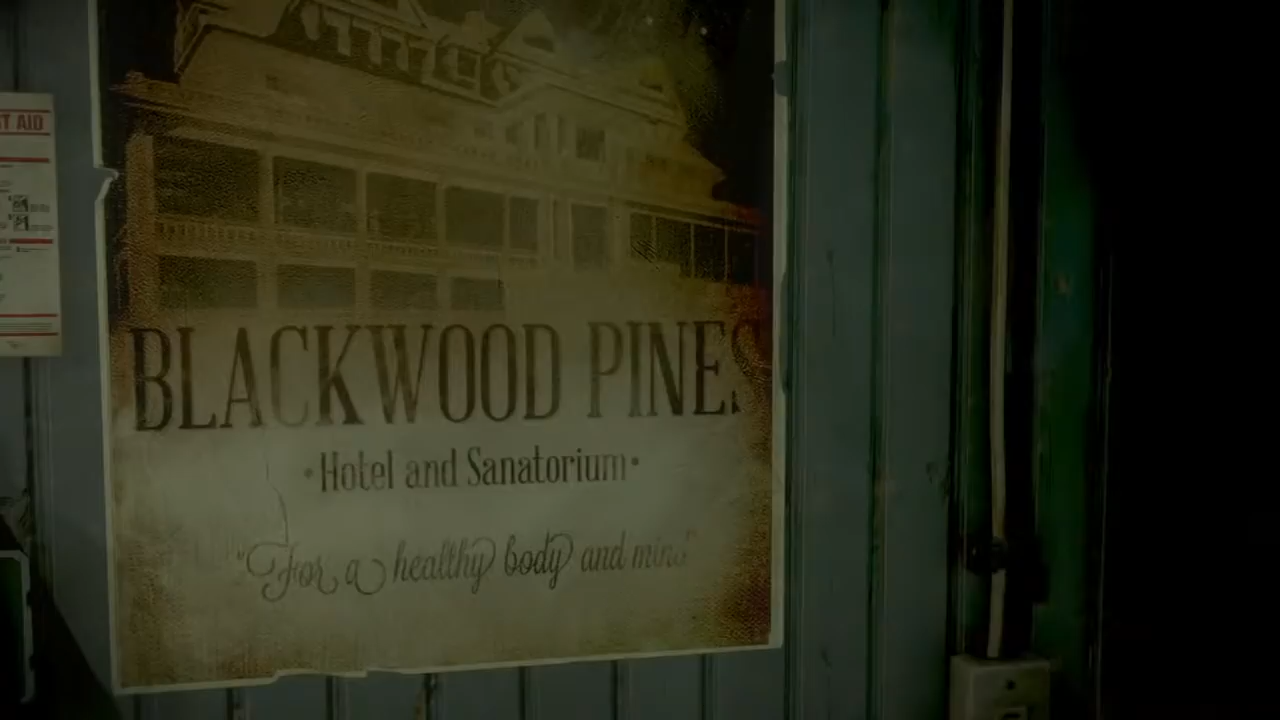 T AID
BLACKWOOD PINES
·Hotel and Sanatorium·
"For a healthy body and mind"